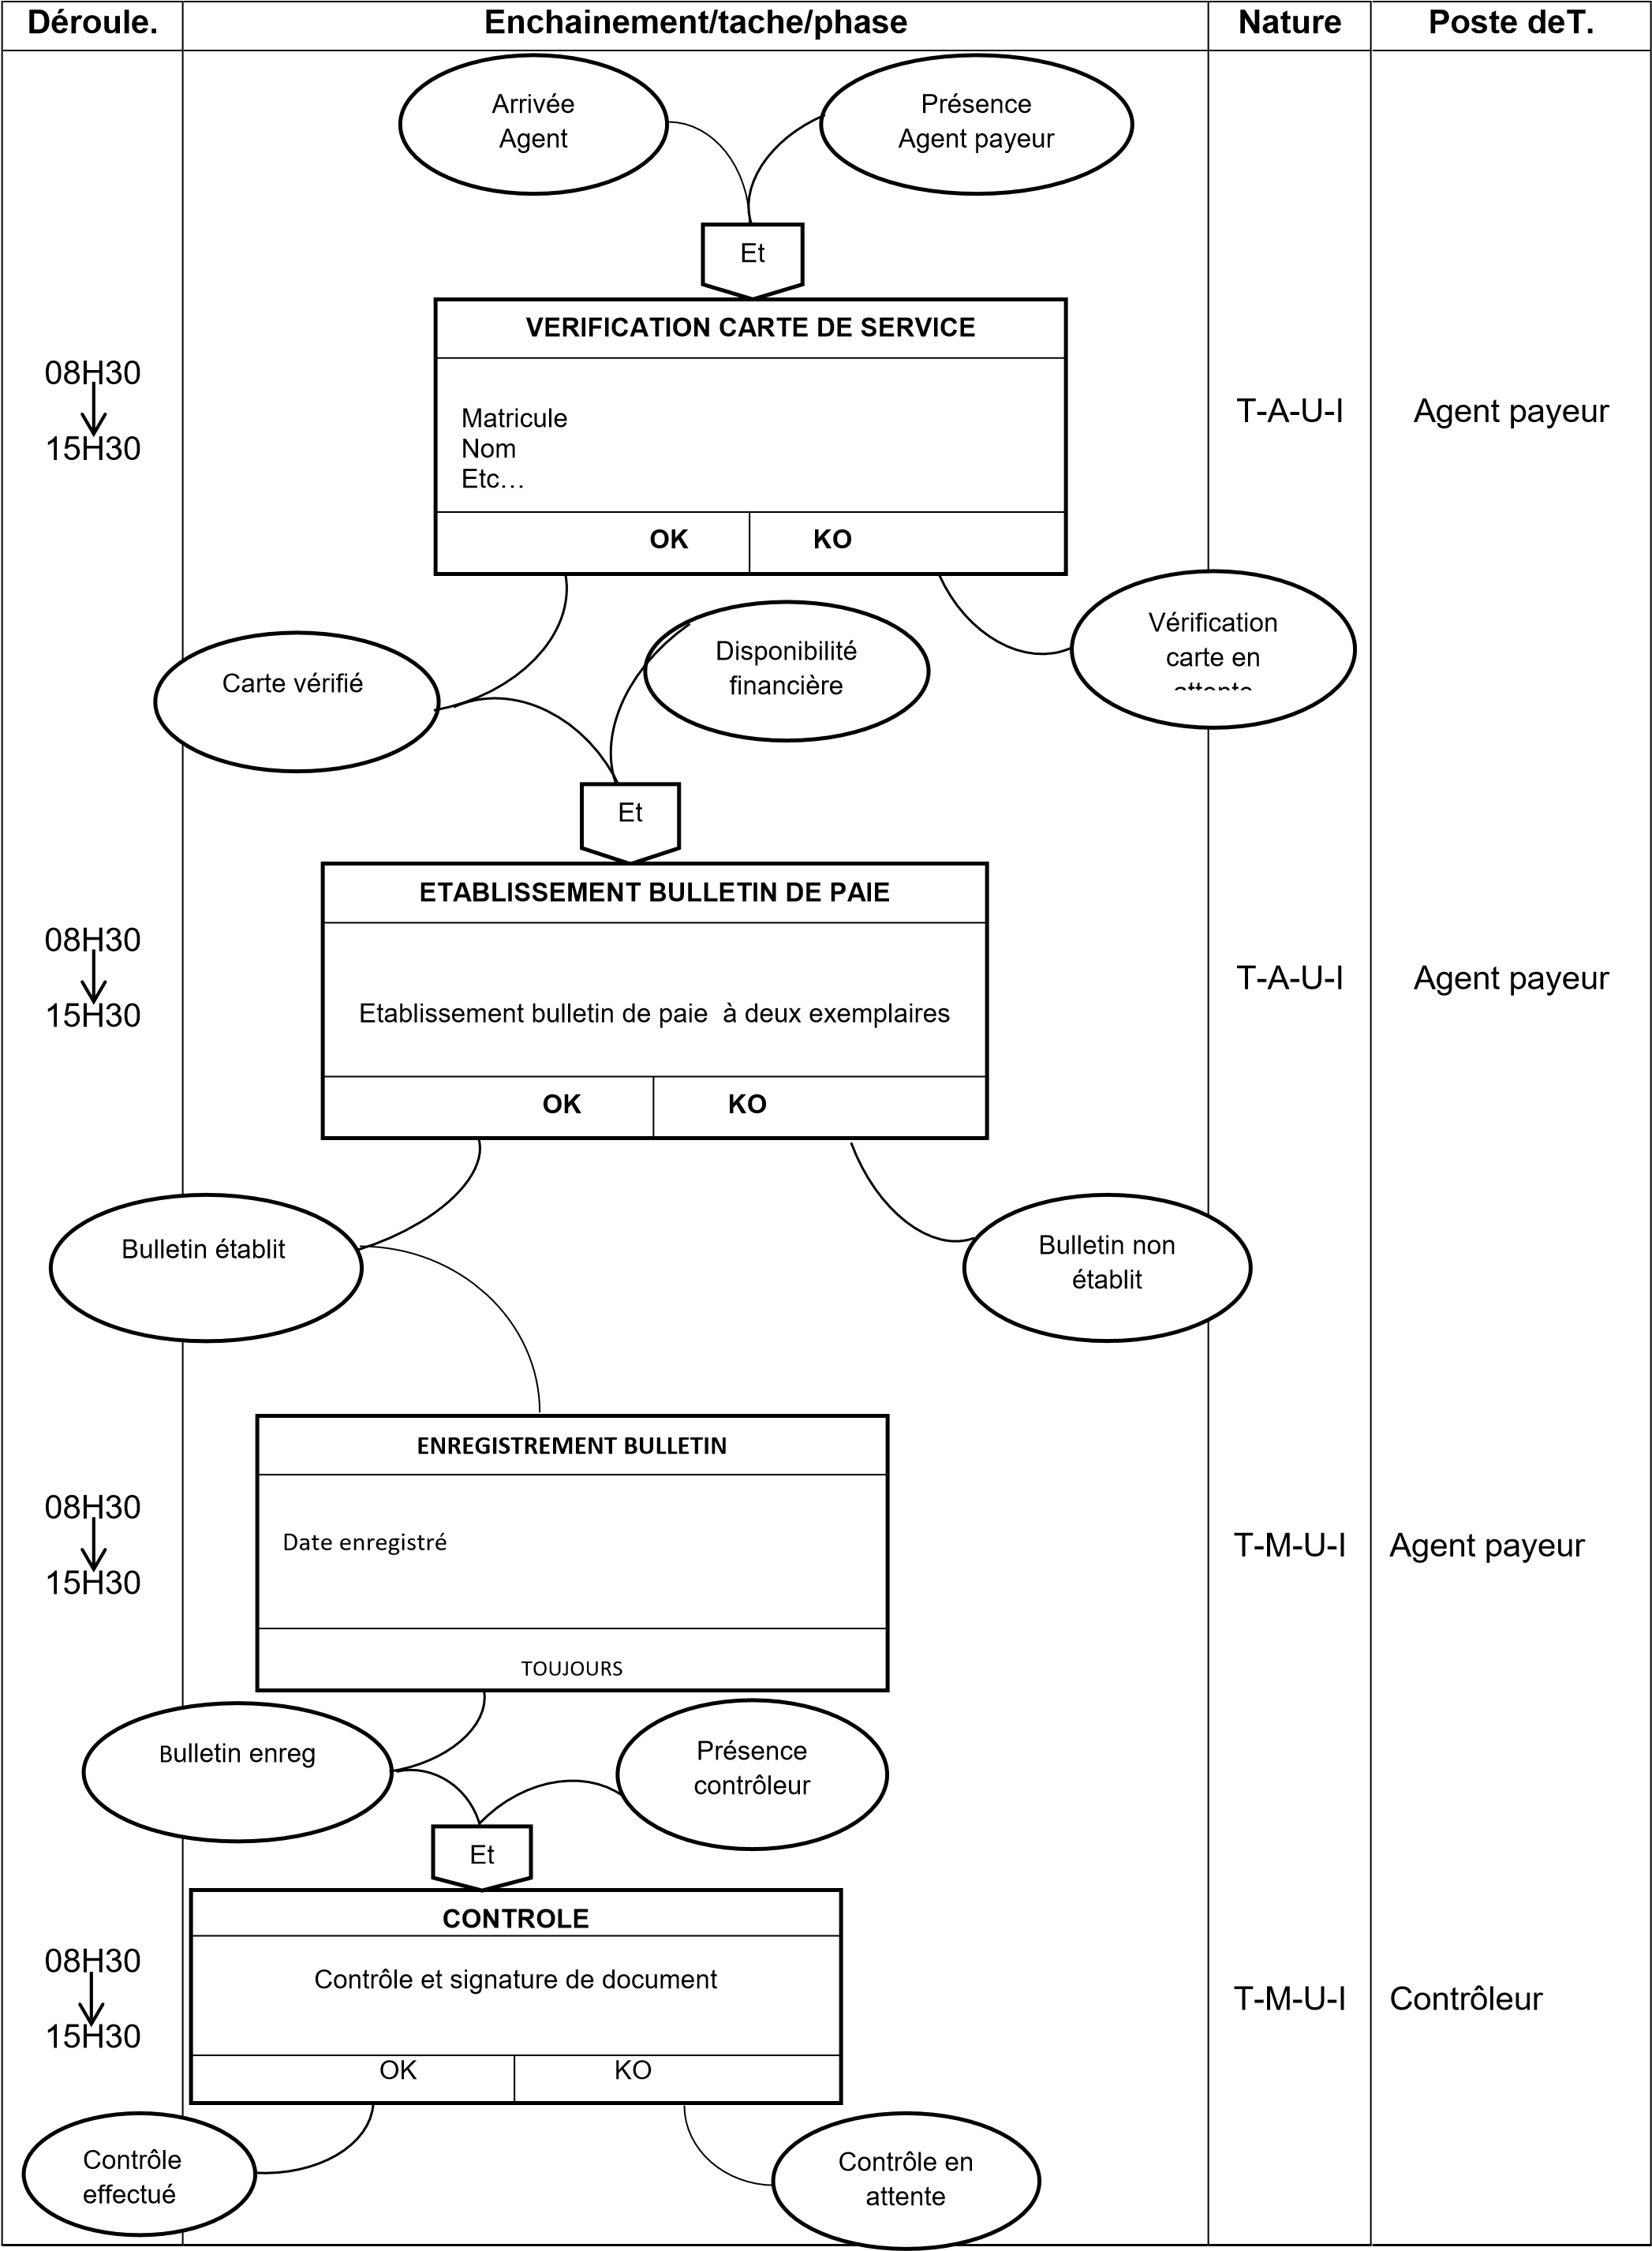 Déroule. Enchainement/tache/phase Nature Poste deT.
Arrivée
Agent
Présence
Agent payeur
Et
VERIFICATION CARTE DE SERVICE
08H30
15H30
Matricule
Nom
Etc…
T-A-U-I
Agent payeur
OK KO
Carte vérifié
Disponibilité
financière
Vérification
carte en
attente
Et
ETABLISSEMENT BULLETIN DE PAIE
08H30
15H30
Etablissement bulletin de paie  à deux exemplaires
T-A-U-I
Agent payeur
OK KO
Bulletin établit
Bulletin non
établit
ENREGISTREMENT BULLETIN
08H30
15H30
Date enregistré
T-M-U-I
Agent payeur
TOUJOURS
Bulletin enreg
Présence
contrôleur
Et
CONTROLE
08H30
15H30
Contrôle et signature de document
T-M-U-I
Contrôleur
OK KO
Contrôle
effectué
Contrôle en
attente